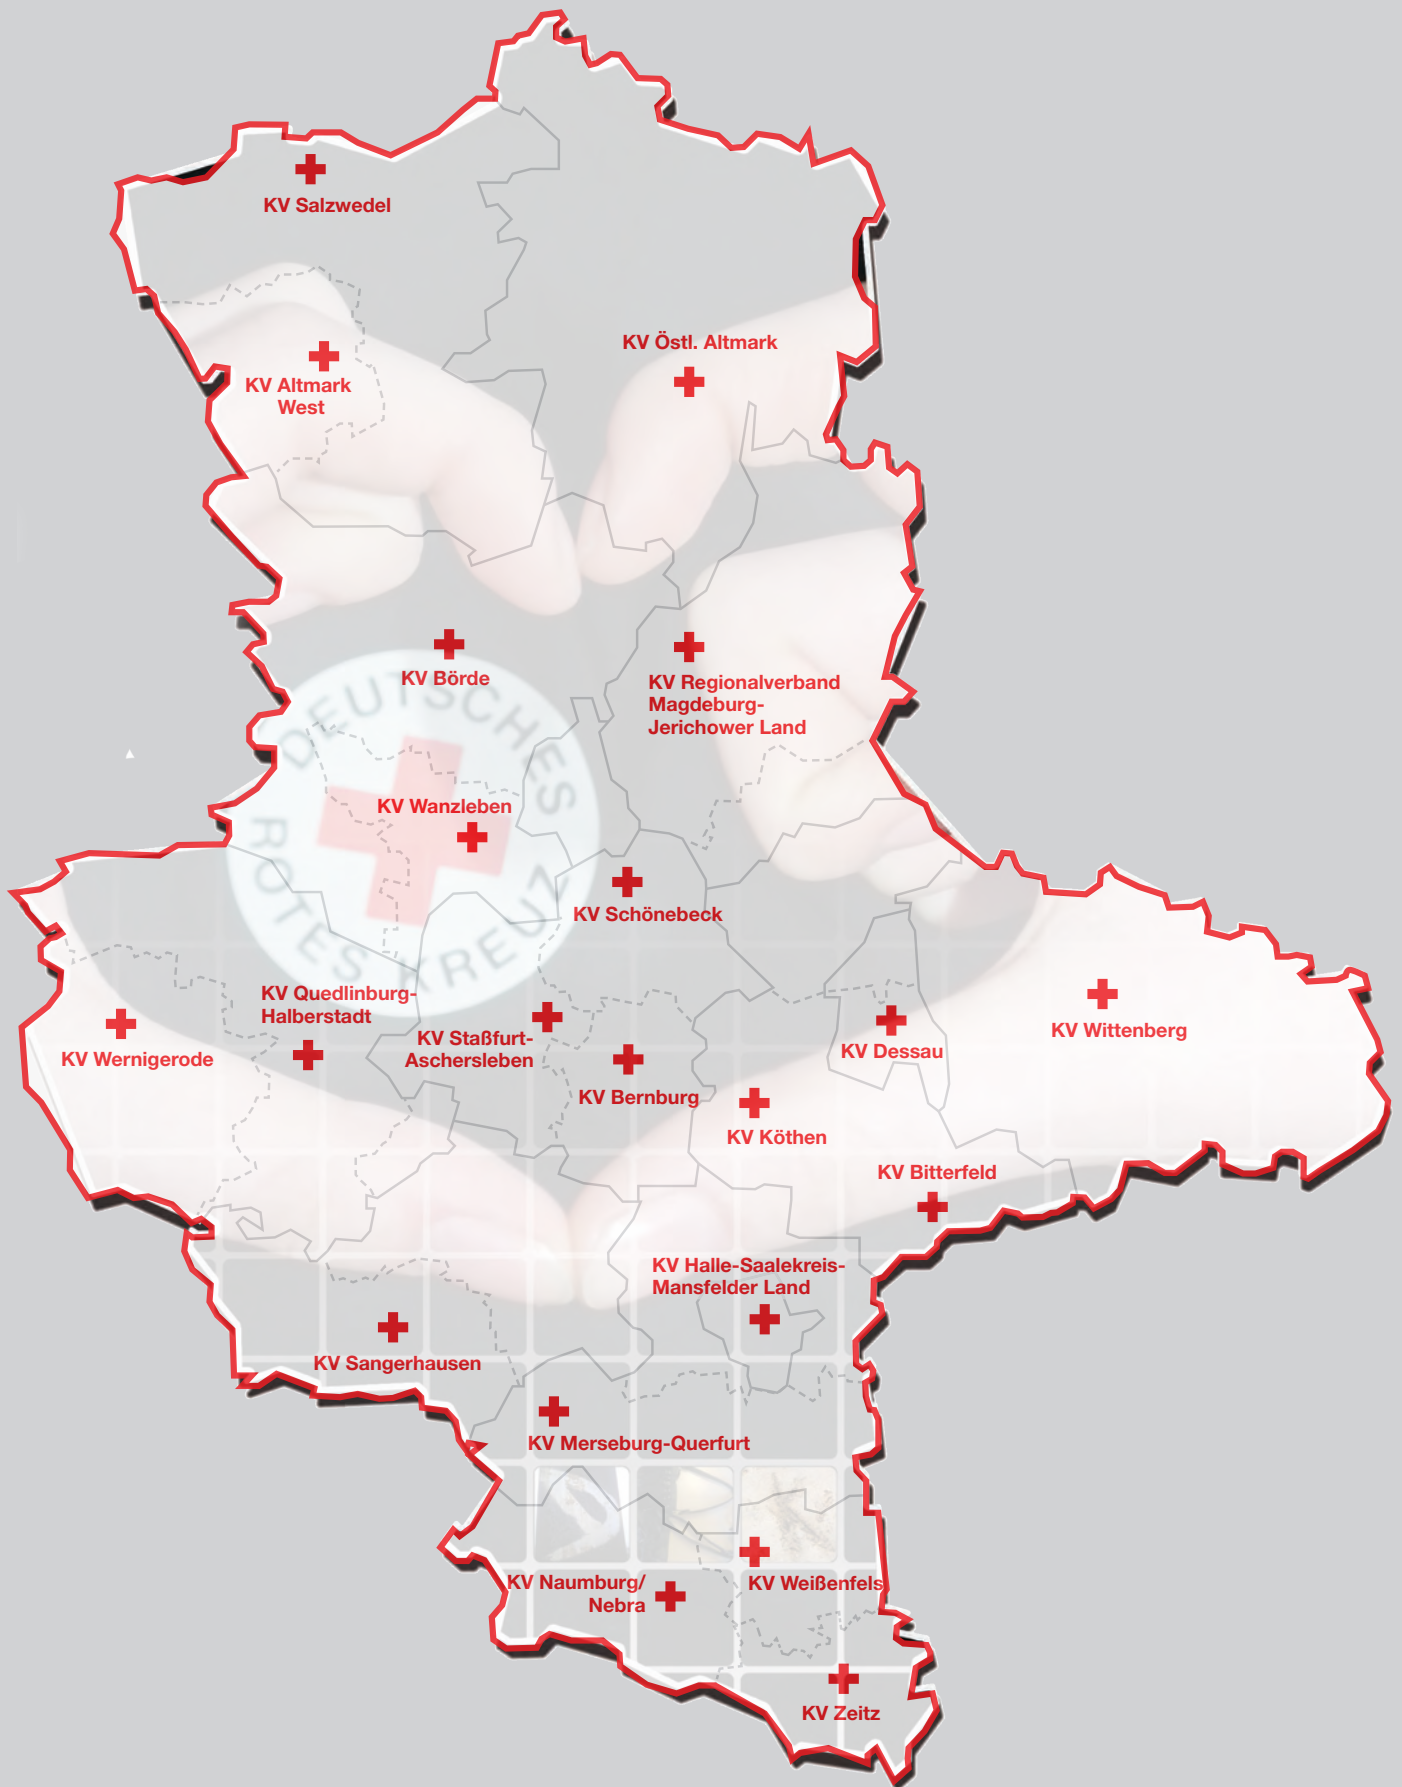 KV Salzwedel
KV Östl. Altmark
KV Altmark
West
KV Börde
KV Regionalverband
Magdeburg-
Jerichower Land
DEUTSCHES
ROTES KREUZ
KV Wanzleben
KV Schönebeck
KV Quedlinburg-
Halberstadt
KV Wernigerode
KV Staßfurt-
Aschersleben
KV Dessau
KV Wittenberg
KV Bernburg
KV Köthen
KV Bitterfeld
KV Halle-Saalekreis-
Mansfelder Land
KV Sangerhausen
KV Merseburg-Querfurt
KV Naumburg/
Nebra
KV Weißenfels
KV Zeitz